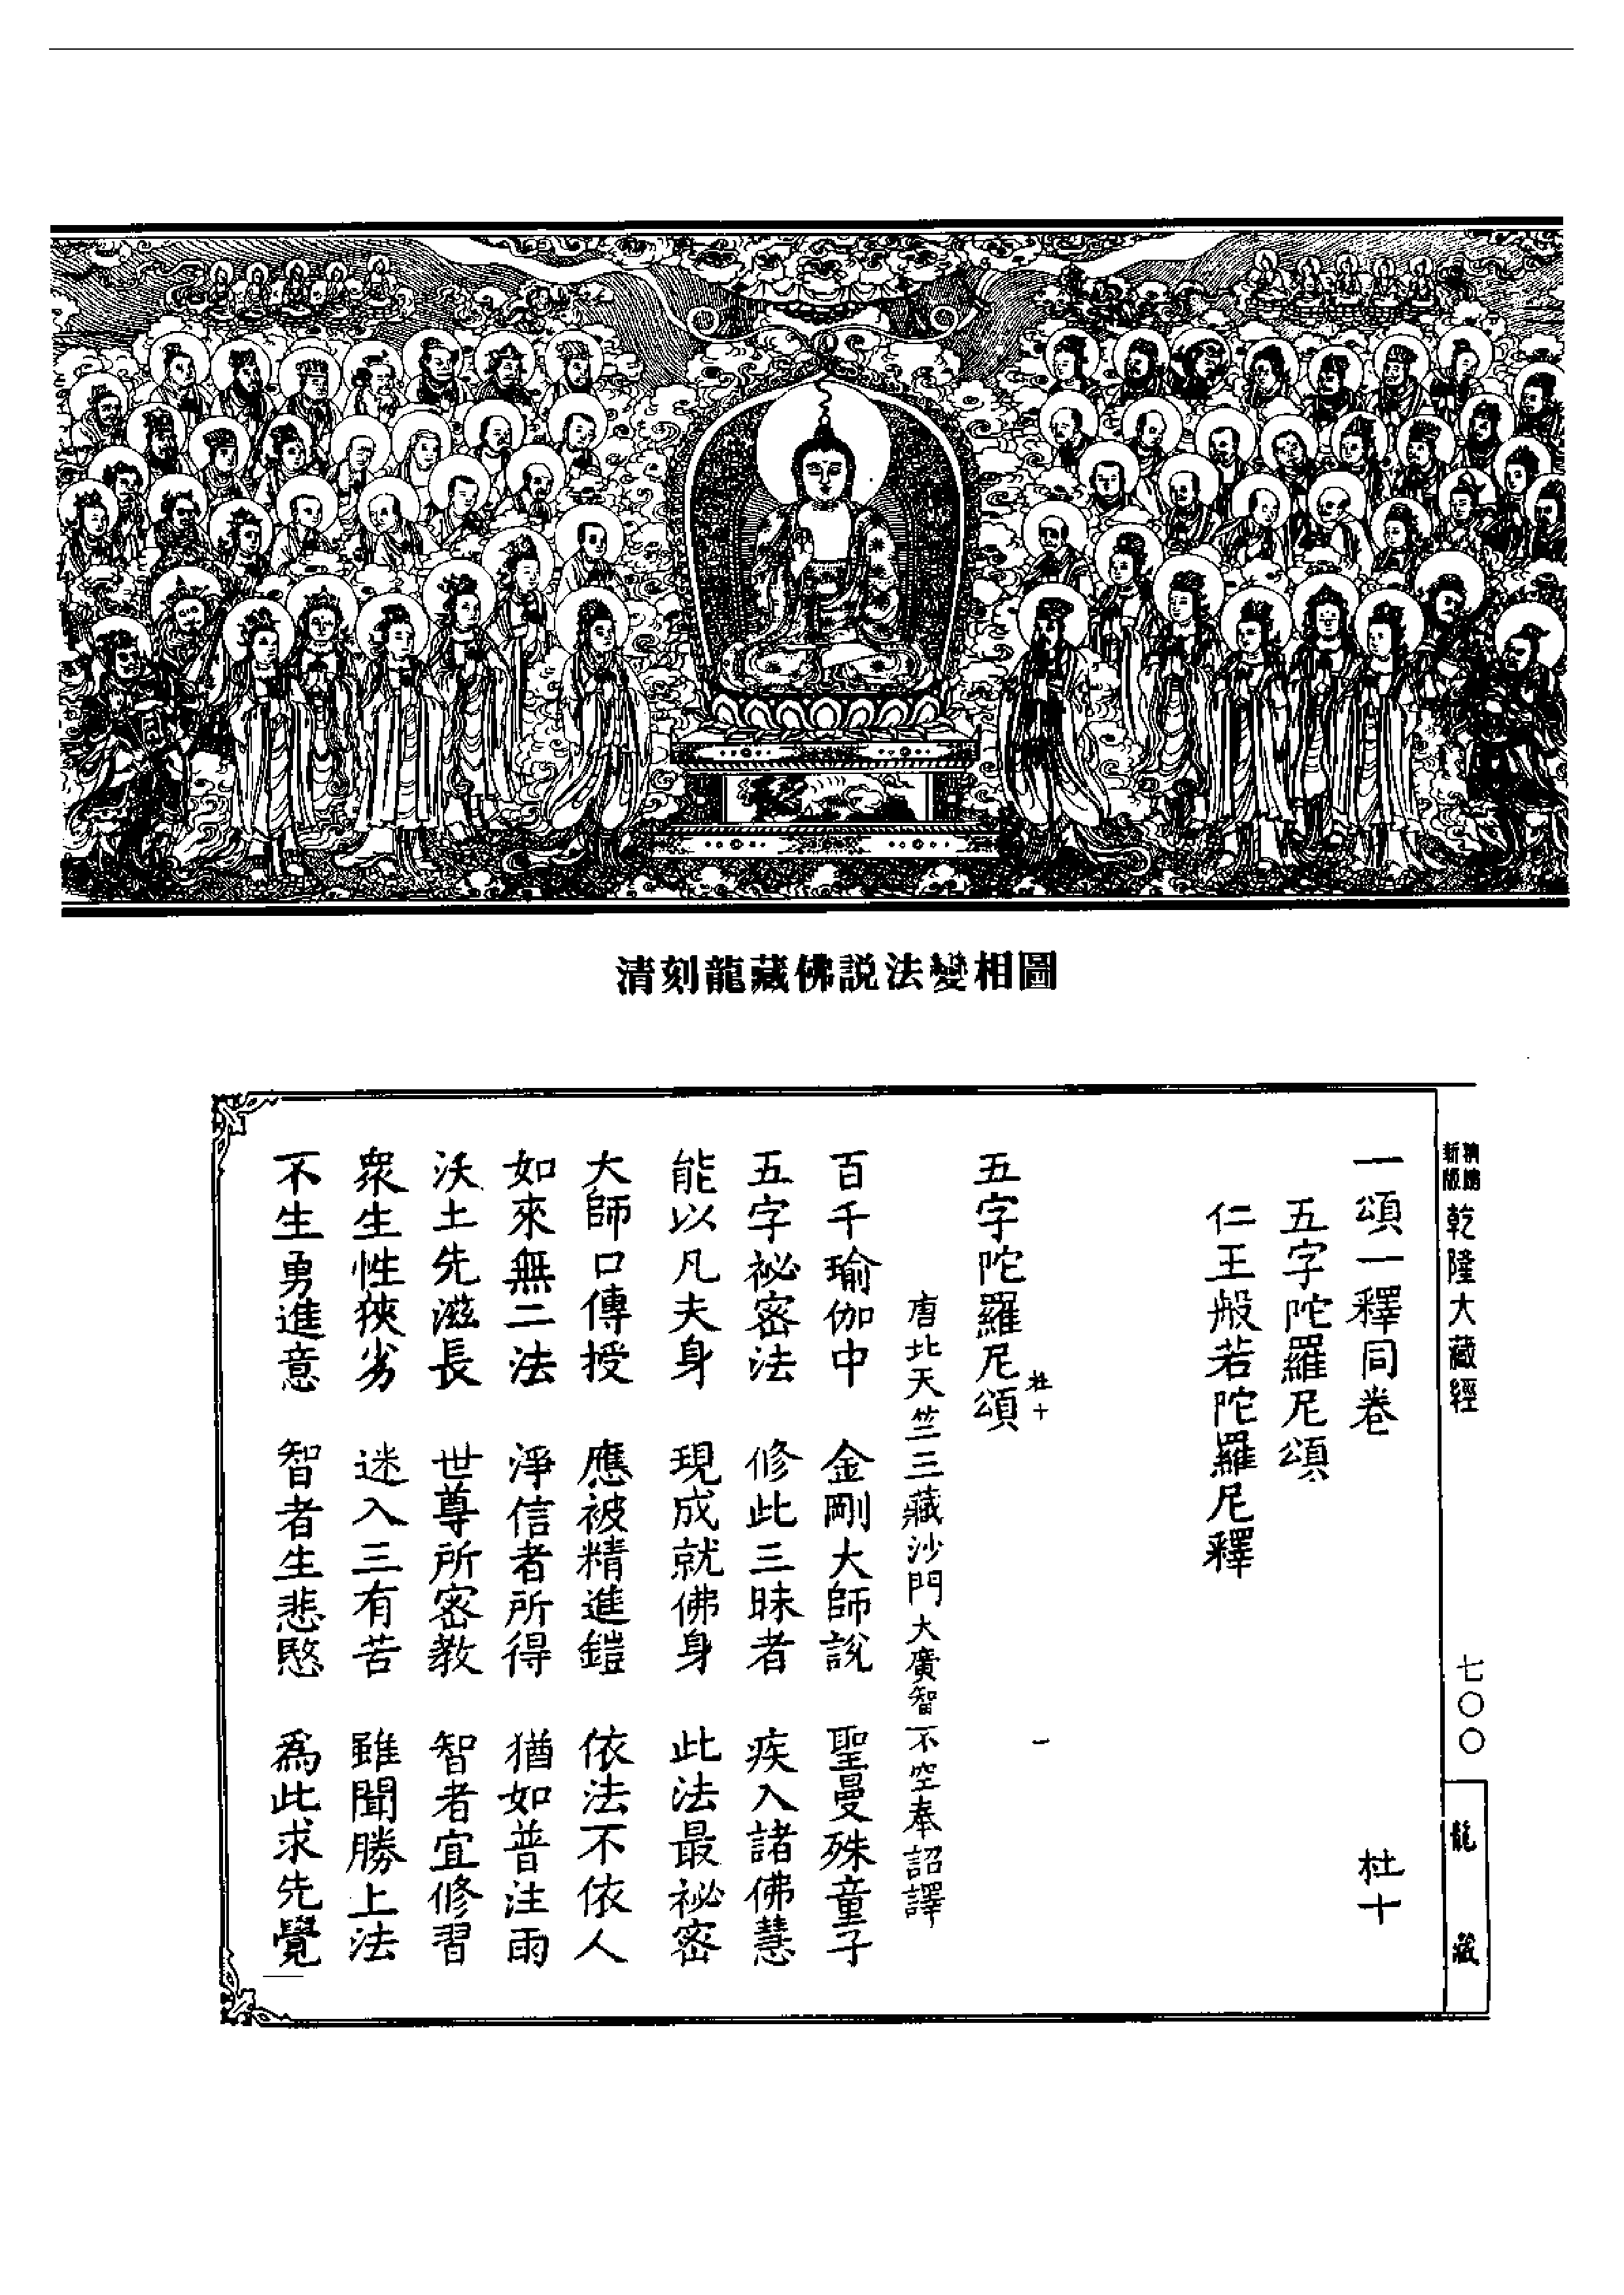 清刻龍藏佛説法變相圖
新版
乾隆大藏經
七〇〇
龍藏
一頌一釋同卷 杜十
五字陀羅尼頌
仁王般若陀羅尼釋
杜十 一
五字陀羅尼頌
唐北天竺三藏沙門大廣智不空奉詔譯
百千瑜伽中 金剛大師說 聖曼殊童子
五字祕密法 修此三昧者 疾入諸佛慧
能以凡夫身 現成就佛身 此法最祕密
大師口傳授 應被精進鎧 依法不依人
如來無二法 淨信者所得 猶如普注雨
沃土先滋長 世尊所密教 智者宜修習
衆生性狹劣 迷入三有苦 雖聞勝上法
不生勇進意 智者生悲愍 為此求先覺